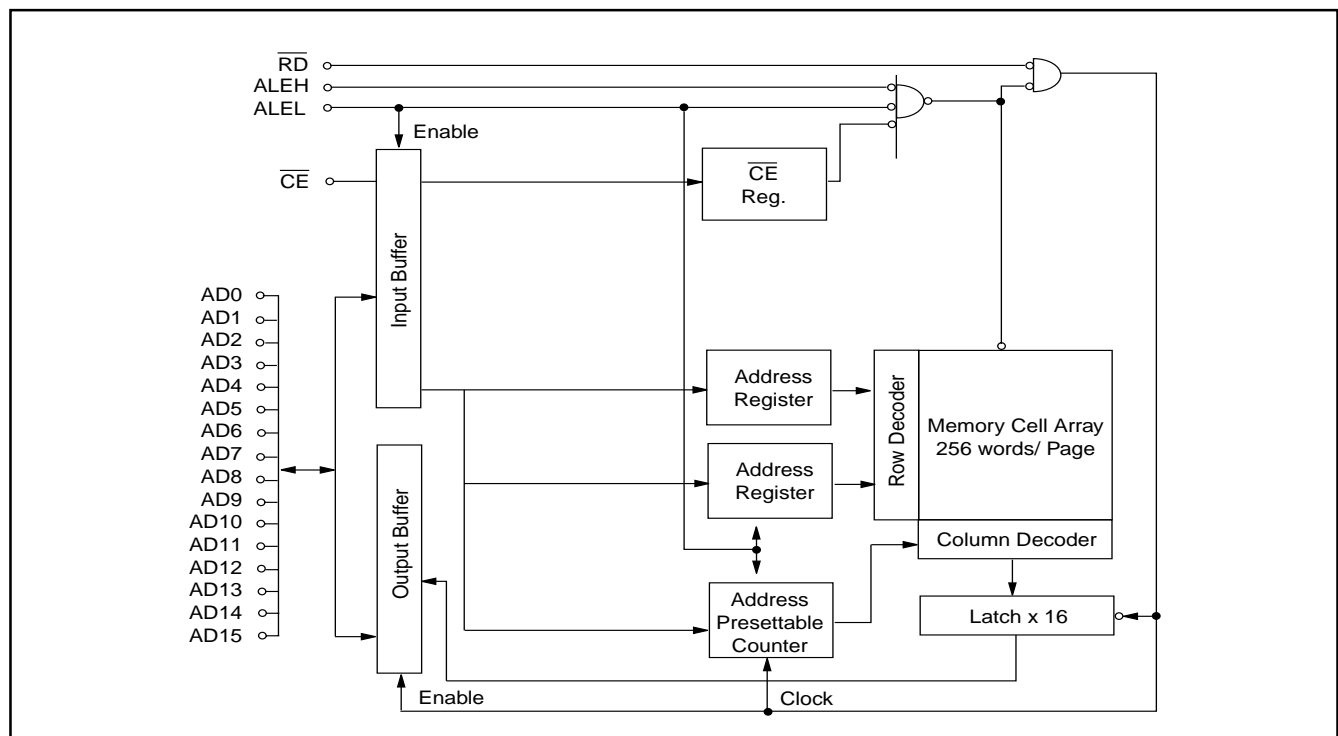 RD
ALEH
ALEL
Enable
CE
Input Buffer
CE
Reg.
AD0
AD1
AD2
AD3
AD4
AD5
AD6
AD7
AD8
AD9
AD10
AD11
AD12
AD13
AD14
AD15
Output Buffer
Enable
Address
Register
Address
Register
Address
Presettable
Counter
Clock
Row Decoder
Memory Cell Array
256 words/ Page
Column Decoder
Latch x 16